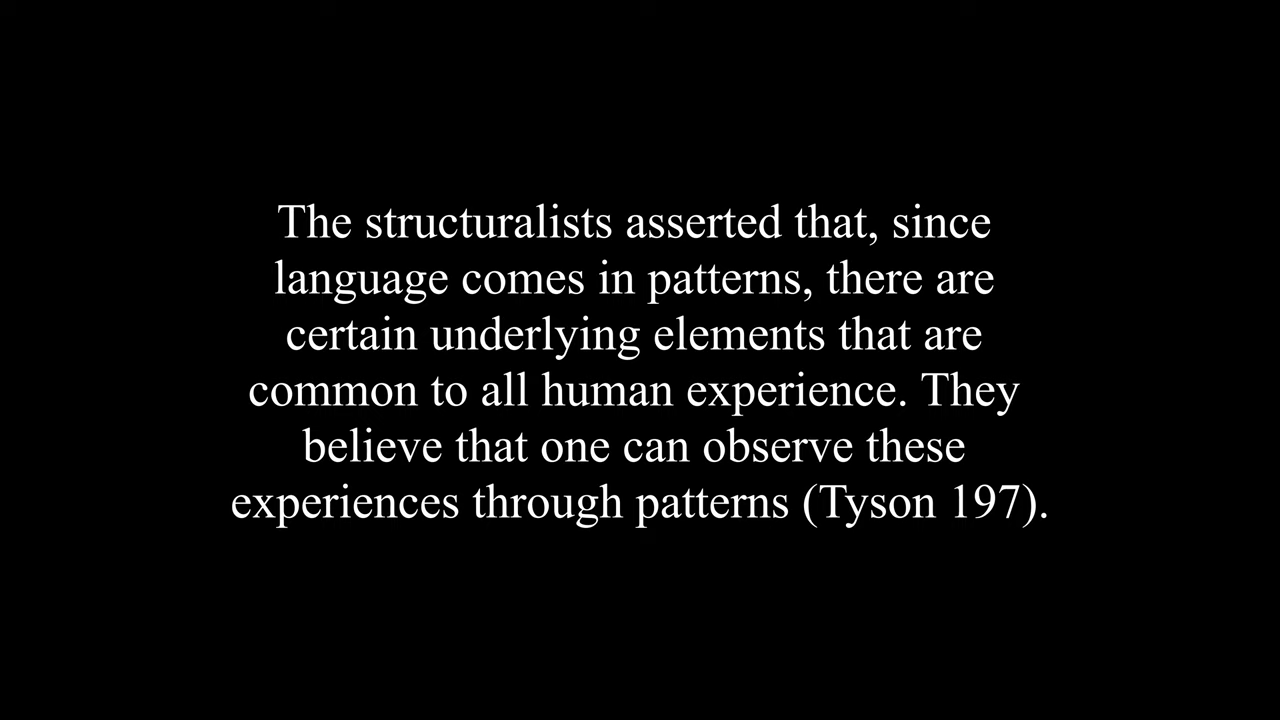 The structuralists asserted that, since
language comes in patterns, there are
certain underlying elements that are
common to all human experience. They
believe that one can observe these
experiences through patterns (Tyson 197).